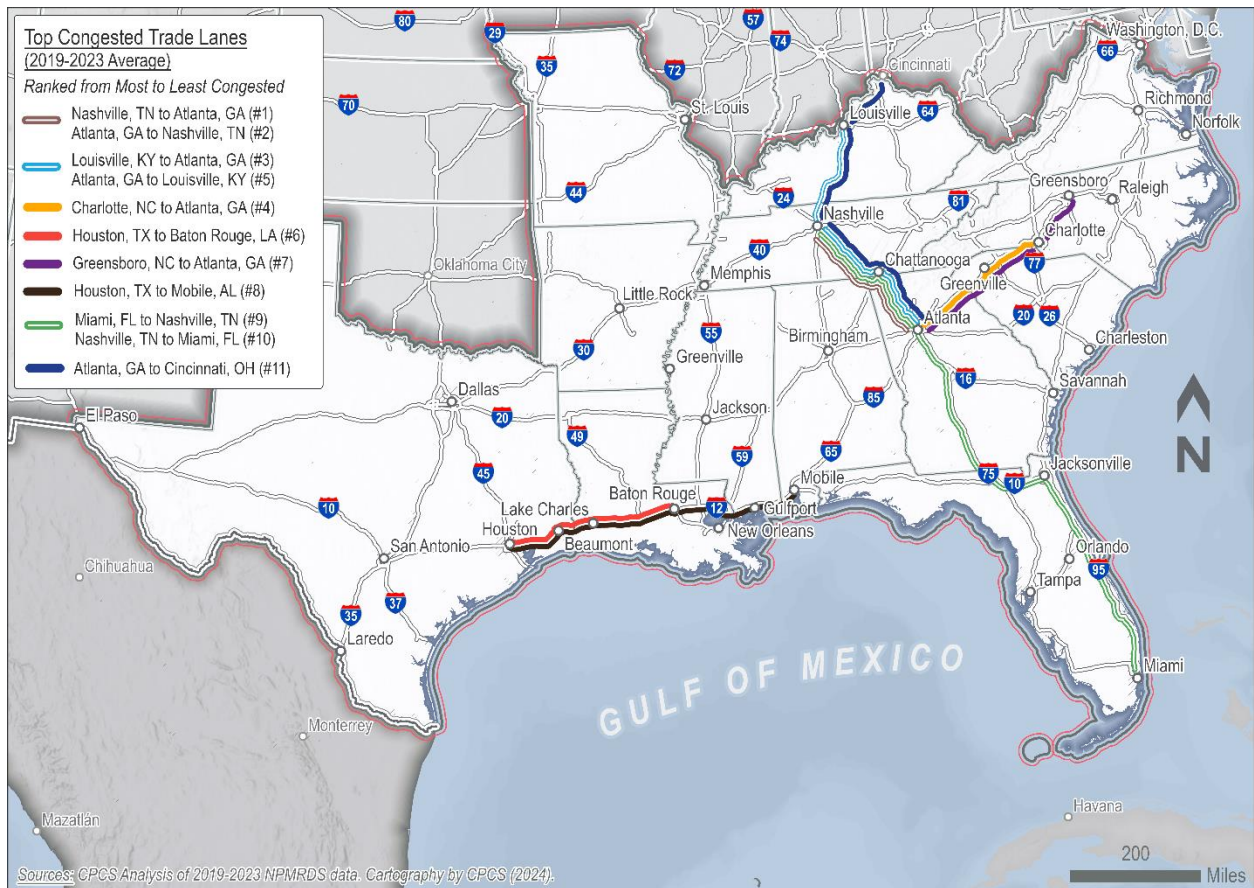 Top Congested Trade Lanes
(2019-2023 Average)
Ranked from Most to Least Congested
Nashville, TN to Atlanta, GA (#1)
Atlanta, GA to Nashville, TN (#2)
Louisville, KY to Atlanta, GA (#3)
Atlanta, GA to Louisville, KY (#5)
Charlotte, NC to Atlanta, GA (#4)
Houston, TX to Baton Rouge, LA (#6)
Greensboro, NC to Atlanta, GA (#7)
Houston, TX to Mobile, AL (#8)
Miami, FL to Nashville, TN (#9)
Nashville, TN to Miami, FL (#10)
Atlanta, GA to Cincinnati, OH (#11)
80
29
57
74
35
72
66
Washington, D.C.
Cincinnati
70
St. Louis
Louisville
64
Richmond
Norfolk
44
24
81
Greensboro
Raleigh
Nashville
40
Charlotte
77
Oklahoma City
Memphis
Chattanooga
Greenville
Little Rock
20
26
Atlanta
55
Birmingham
Charleston
30
Greenville
16
Dallas
85
Savannah
N
El Paso
20
Jackson
49
59
65
45
75
10
Jacksonville
10
Baton Rouge
Mobile
Lake Charles
12
Gulfport
Houston
New Orleans
Beaumont
San Antonio
Orlando
95
Chihuahua
37
35
Tampa
Laredo
GULF OF MEXICO
Miami
Monterrey
Havana
Mazatlán
200
Miles
Sources: CPCS Analysis of 2019-2023 NPMRDS data. Cartography by CPCS (2024).